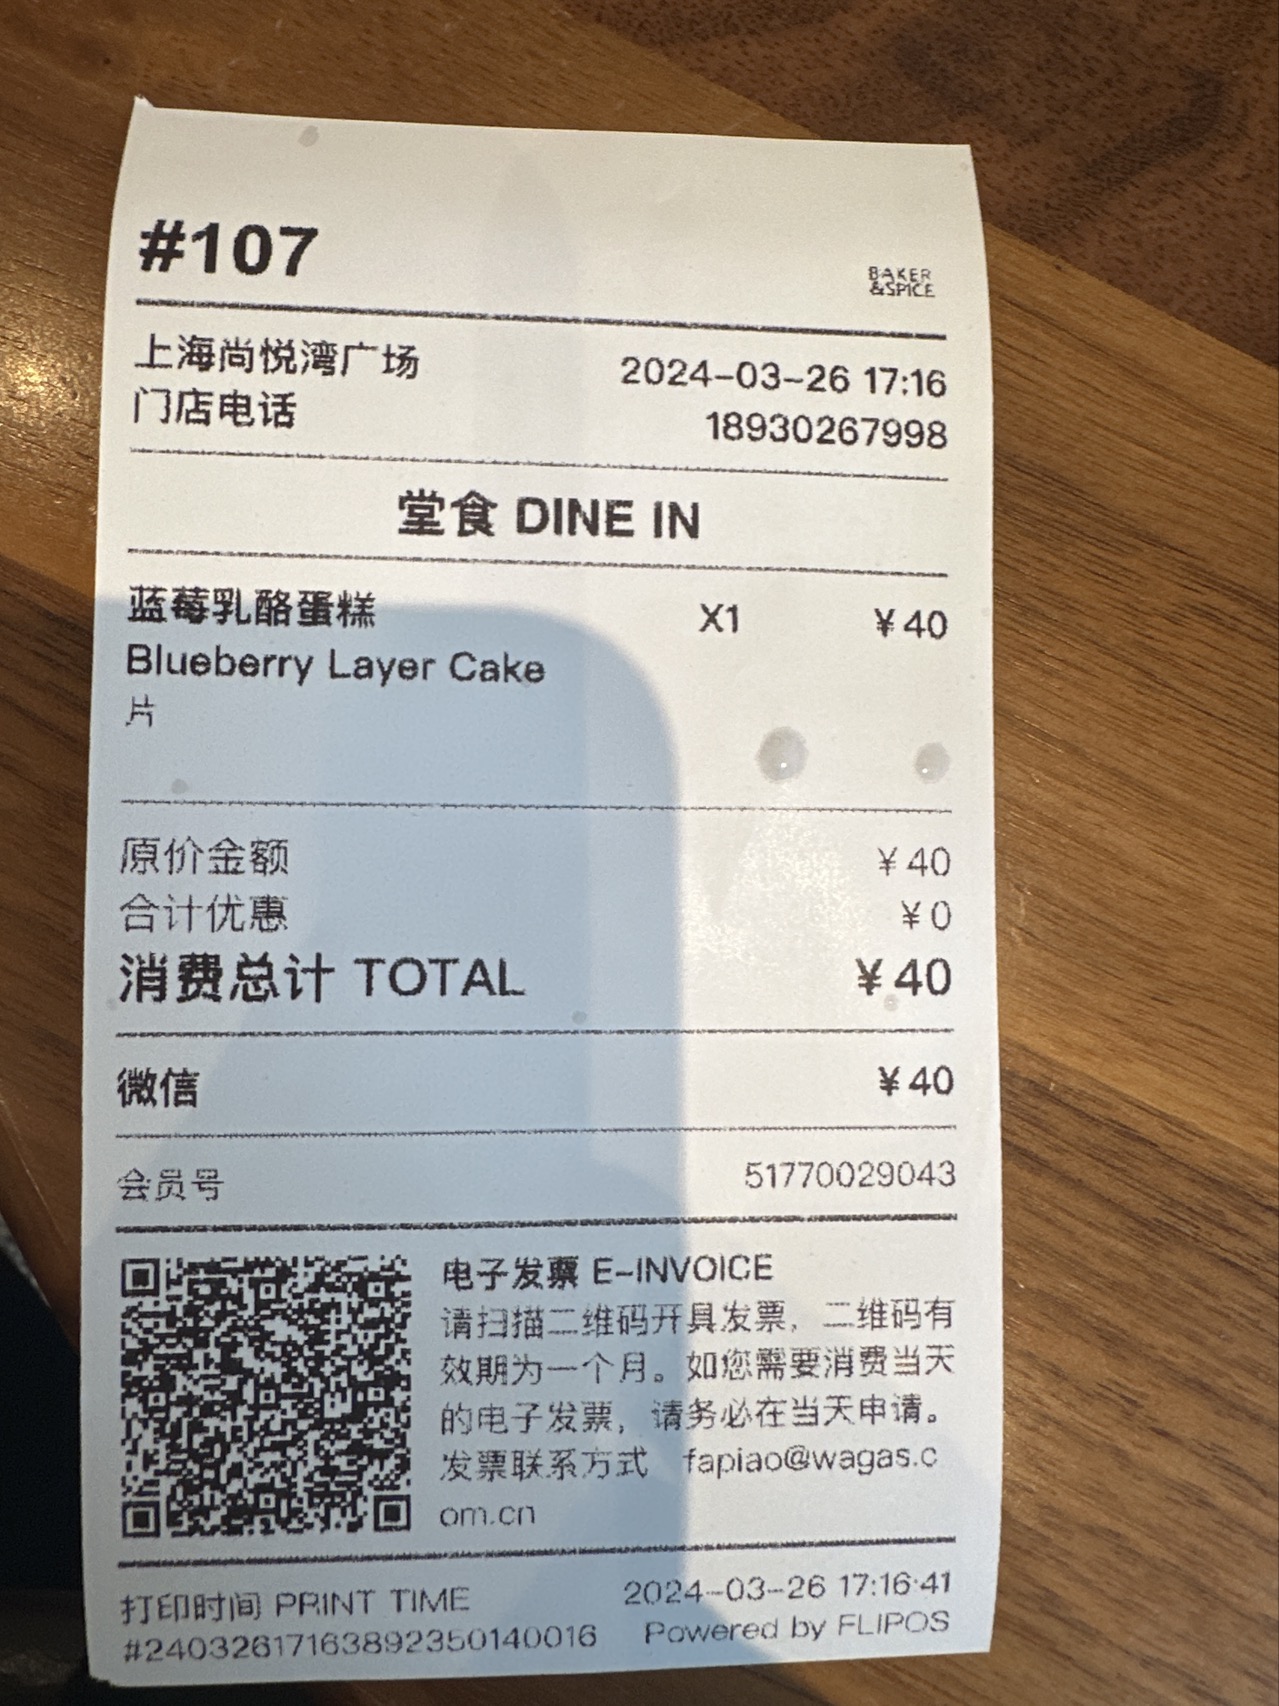 #107
BAKER
&SPICE
上海尚悦湾广场 2024-03-26 17:16
门店电话 18930267998
堂食 DINE IN
蓝莓乳酪蛋糕 X1 ¥40
Blueberry Layer Cake
片
原价金额 ¥40
合计优惠 ¥0
消费总计 TOTAL ¥40
微信 ¥40
会员号 51770029043
电子发票 E-INVOICE
请扫描二维码开具发票，二维码有
效期为一个月。如您需要消费当天
的电子发票，请务必在当天申请。
发票联系方式 fapiao@wagas.c
om.cn
打印时间 PRINT TIME 2024-03-26 17:16:41
#24032617163892350140016 Powered by FLIPOS